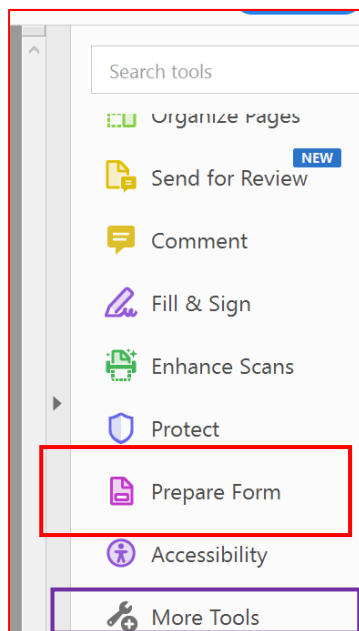 Search tools
Organize Pages
NEW
Send for Review
Comment
Fill & Sign
Enhance Scans
Protect
Prepare Form
Accessibility
More Tools